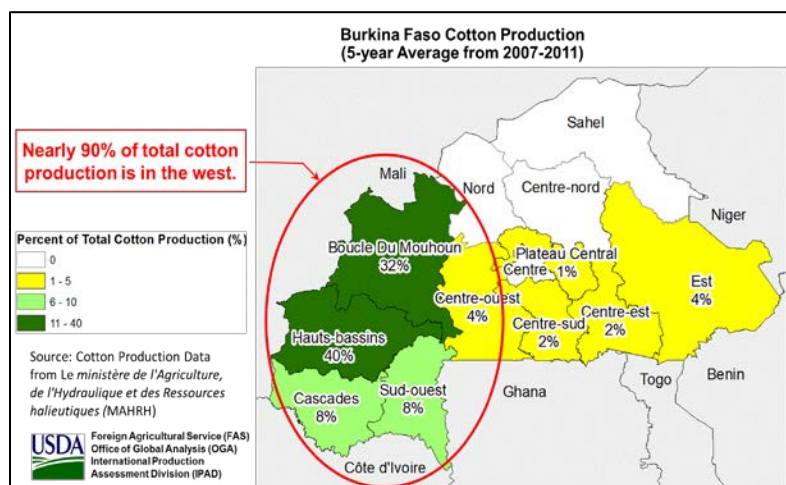 Burkina Faso Cotton Production
(5-year Average from 2007-2011)
Nearly 90% of total cotton
production is in the west.
Sahel
Mali
Nord
Centre-nord
Niger
Percent of Total Cotton Production (%)
0
1 - 5
6 - 10
11 - 40
Boucle Du Mouhoun
32%
Plateau Central
1%
Centre
Est
4%
Centre-ouest
4%
Centre-est
2%
Centre-sud
2%
Hauts-bassins
40%
Source: Cotton Production Data
from Le ministère de l'Agriculture,
de l'Hydraulique et des Ressources
halieutiques (MAHRH)
Cascades
8%
Sud-ouest
8%
Ghana
Togo
Benin
Côte d'Ivoire
USDA
Foreign Agricultural Service (FAS)
Office of Global Analysis (OGA)
International Production
Assessment Division (IPAD)